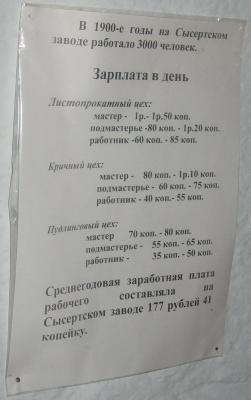 В 1900-е годы на Сысертском
заводе работало 3000 человек.
Зарплата в день
Листопрокатный цех:
мастер - 1р.- 1р.50 коп.
подмастерье -80 коп. - 1р.20 коп.
работник -60 коп. - 85 коп.
Кричный цех:
мастер - 80 коп. - 1р.10 коп.
подмастерье - 60 коп. - 75 коп.
работник - 40 коп.- 55 коп.
Пудлинговый цех:
мастер 70 коп. - 80 коп.
подмастерье - 55 коп. - 65 коп.
работник - 35 коп. - 50 коп.
Среднегодовая заработная плата
рабочего составляла на
Сысертском заводе 177 рублей 41
копейку.